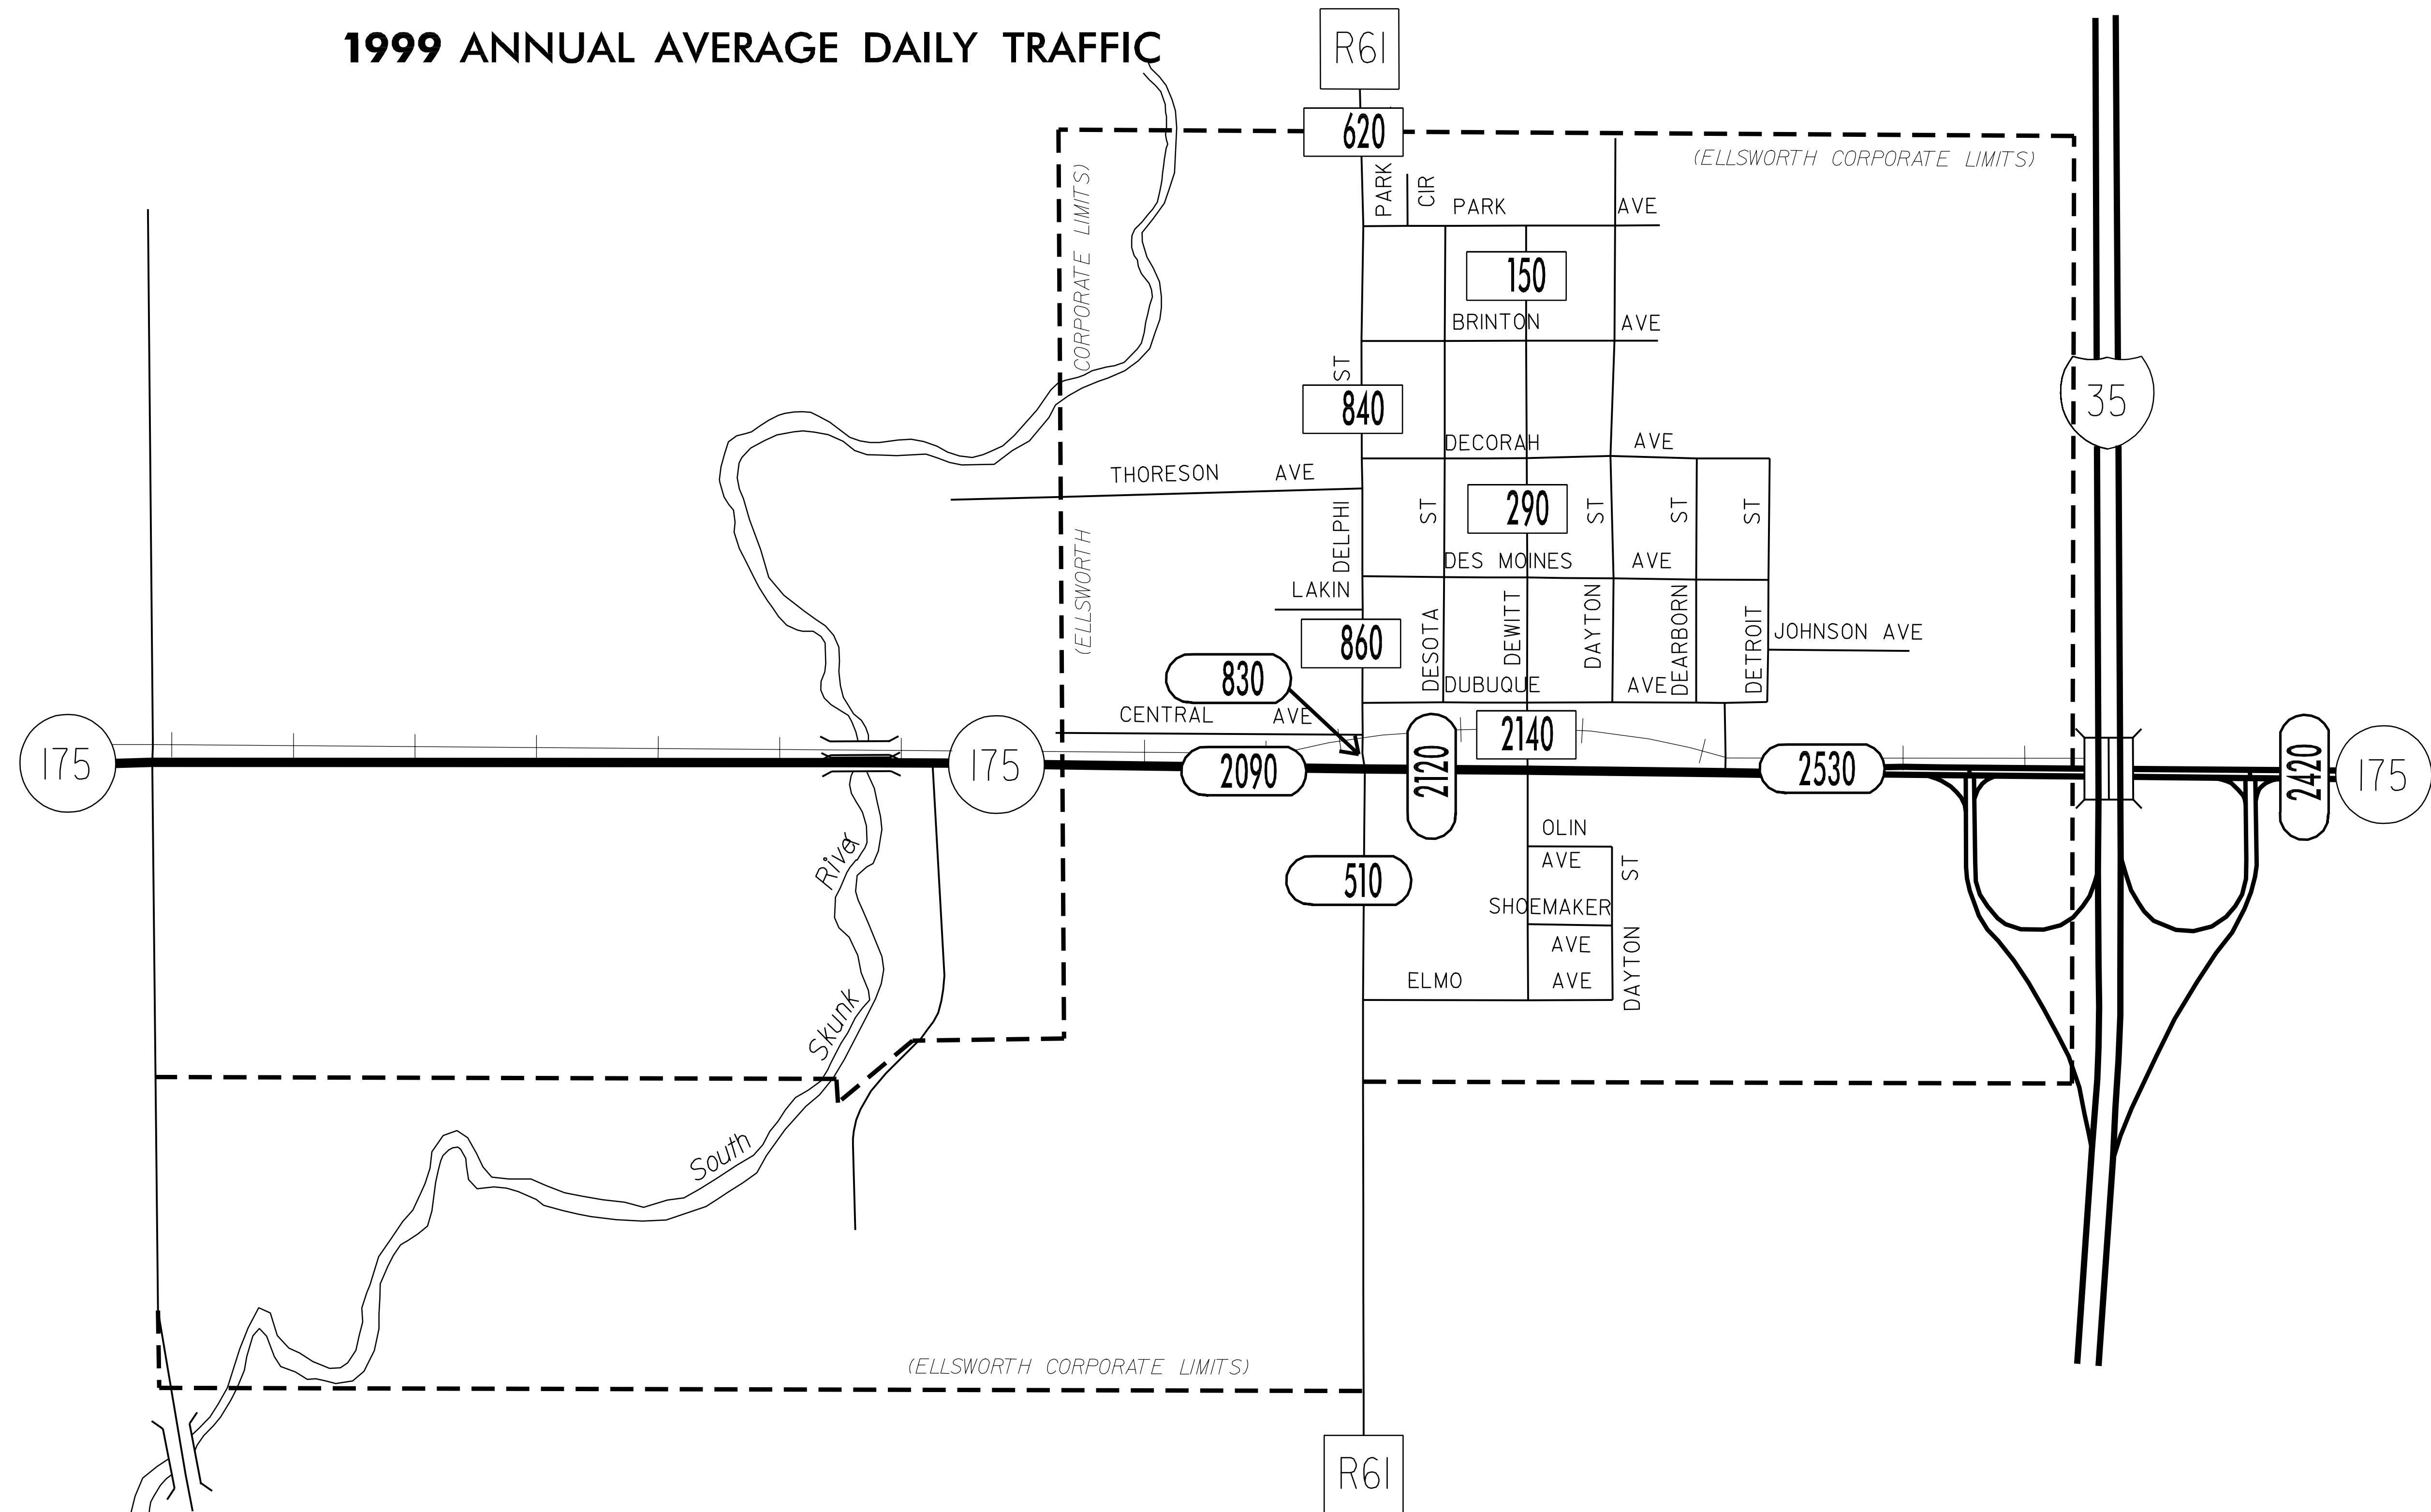 1999 ANNUAL AVERAGE DAILY TRAFFIC
R61
620
(ELLSWORTH CORPORATE LIMITS)
PARK
CIR
PARK AVE
(ELLSWORTH CORPORATE LIMITS)
150
BRINTON AVE
ST
840
35
DECORAH AVE
THORESON AVE
DELPHI
ST
290
ST
ST
ST
DES MOINES AVE
LAKIN
860
DESOTA
DEWITT
DAYTON
DEARBORN
DETROIT
JOHNSON AVE
830
DUBUQUE AVE
CENTRAL AVE
2140
175
175
2090
2120
2530
2420
175
OLIN
AVE
ST
River
510
SHOEMAKER
AVE
DAYTON
ELMO AVE
Skunk
South
(ELLSWORTH CORPORATE LIMITS)
R61